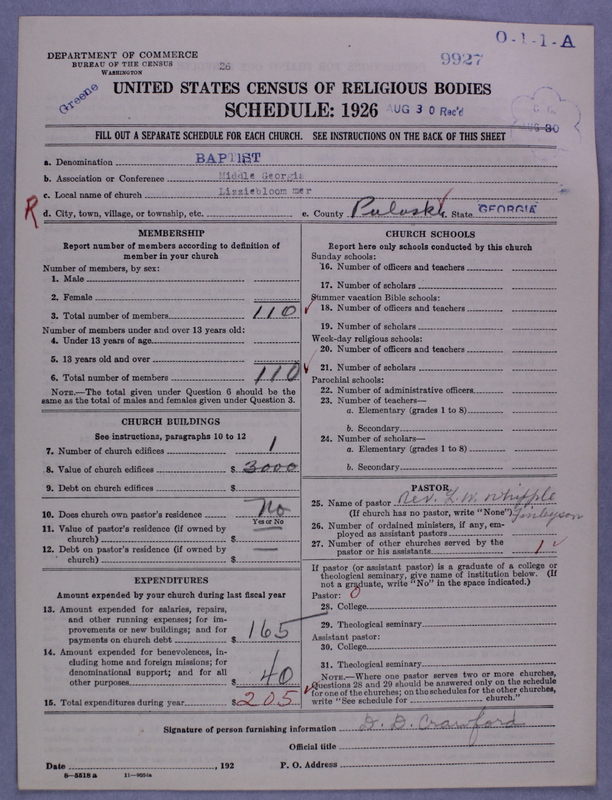 O-1-1-A
9927
DEPARTMENT OF COMMERCE
BUREAU OF THE CENSUS
WASHINGTON
26
Greene
UNITED STATES CENSUS OF RELIGIOUS BODIES
SCHEDULE: 1926
AUG 30 Rec'd
FILL OUT A SEPARATE SCHEDULE FOR EACH CHURCH. SEE INSTRUCTIONS ON THE BACK OF THIS SHEET
a. Denomination BAPTIST
b. Association or Conference Middle Georgia
c. Local name of church Lizziebloom mer
R d. City, town, village, or township, etc. e. County Pulaski f. State GEORGIA
MEMBERSHIP
Report number of members according to definition of
member in your church
Number of members, by sex:
1. Male
2. Female
3. Total number of members 110
Number of members under and over 13 years old:
4. Under 13 years of age
5. 13 years old and over
6. Total number of members 110
NOTE.—The total given under Question 6 should be the
same as the total of males and females given under Question 3.
CHURCH BUILDINGS
See instructions, paragraphs 10 to 12
7. Number of church edifices 1
8. Value of church edifices $ 3000
9. Debt on church edifices $
10. Does church own pastor's residence? No
Yes or No
11. Value of pastor's residence (if owned by
church) $
12. Debt on pastor's residence (if owned by
church) $
EXPENDITURES
Amount expended by your church during last fiscal year
13. Amount expended for salaries, repairs,
and other running expenses; for im-
provements or new buildings; and for
payments on church debt $ 165
14. Amount expended for benevolences, in-
cluding home and foreign missions; for
denominational support; and for all
other purposes $ 40
15. Total expenditures during year $ 205
CHURCH SCHOOLS
Report here only schools conducted by this church
Sunday schools:
16. Number of officers and teachers
17. Number of scholars
Summer vacation Bible schools:
18. Number of officers and teachers
19. Number of scholars
Week-day religious schools:
20. Number of officers and teachers
21. Number of scholars
Parochial schools:
22. Number of administrative officers
23. Number of teachers—
a. Elementary (grades 1 to 8)
b. Secondary
24. Number of scholars—
a. Elementary (grades 1 to 8)
b. Secondary
PASTOR
25. Name of pastor Rev. L. W. Whipple
(If church has no pastor, write "None") Finleyson
26. Number of ordained ministers, if any, em-
ployed as assistant pastors
27. Number of other churches served by the
pastor or his assistants 1
If pastor (or assistant pastor) is a graduate of a college or
theological seminary, give name of institution below. (If
not a graduate, write "No" in the space indicated.)
Pastor: 0
28. College
29. Theological seminary
Assistant pastor:
30. College
31. Theological seminary
NOTE.—Where one pastor serves two or more churches,
Questions 28 and 29 should be answered only on the schedule
for one of the churches; on the schedules for the other churches,
write "See schedule for church."
Signature of person furnishing information D. D. Crawford
Official title
Date , 192 P. O. Address
8—5518 a 11—9054a